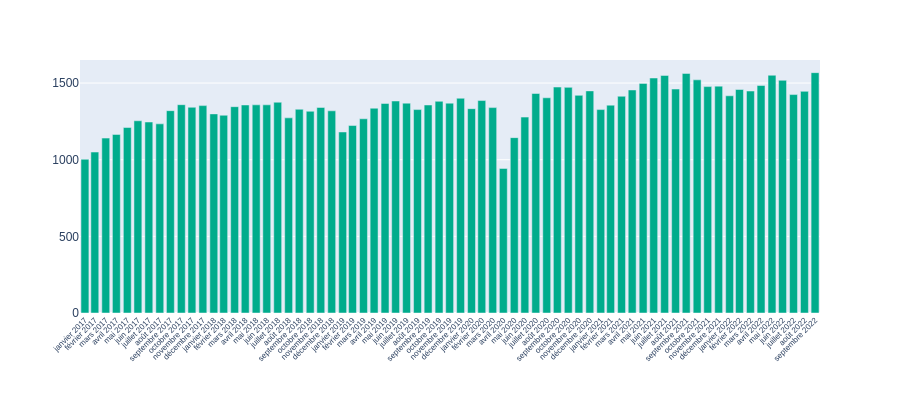 1500
1000
500
0
janvier 2017
février 2017
mars 2017
avril 2017
mai 2017
juin 2017
juillet 2017
août 2017
septembre 2017
octobre 2017
novembre 2017
décembre 2017
janvier 2018
février 2018
mars 2018
avril 2018
mai 2018
juin 2018
juillet 2018
août 2018
septembre 2018
octobre 2018
novembre 2018
décembre 2018
janvier 2019
février 2019
mars 2019
avril 2019
mai 2019
juin 2019
juillet 2019
août 2019
septembre 2019
octobre 2019
novembre 2019
décembre 2019
janvier 2020
février 2020
mars 2020
avril 2020
mai 2020
juin 2020
juillet 2020
août 2020
septembre 2020
octobre 2020
novembre 2020
décembre 2020
janvier 2021
février 2021
mars 2021
avril 2021
mai 2021
juin 2021
juillet 2021
août 2021
septembre 2021
octobre 2021
novembre 2021
décembre 2021
janvier 2022
février 2022
mars 2022
avril 2022
mai 2022
juin 2022
juillet 2022
août 2022
septembre 2022